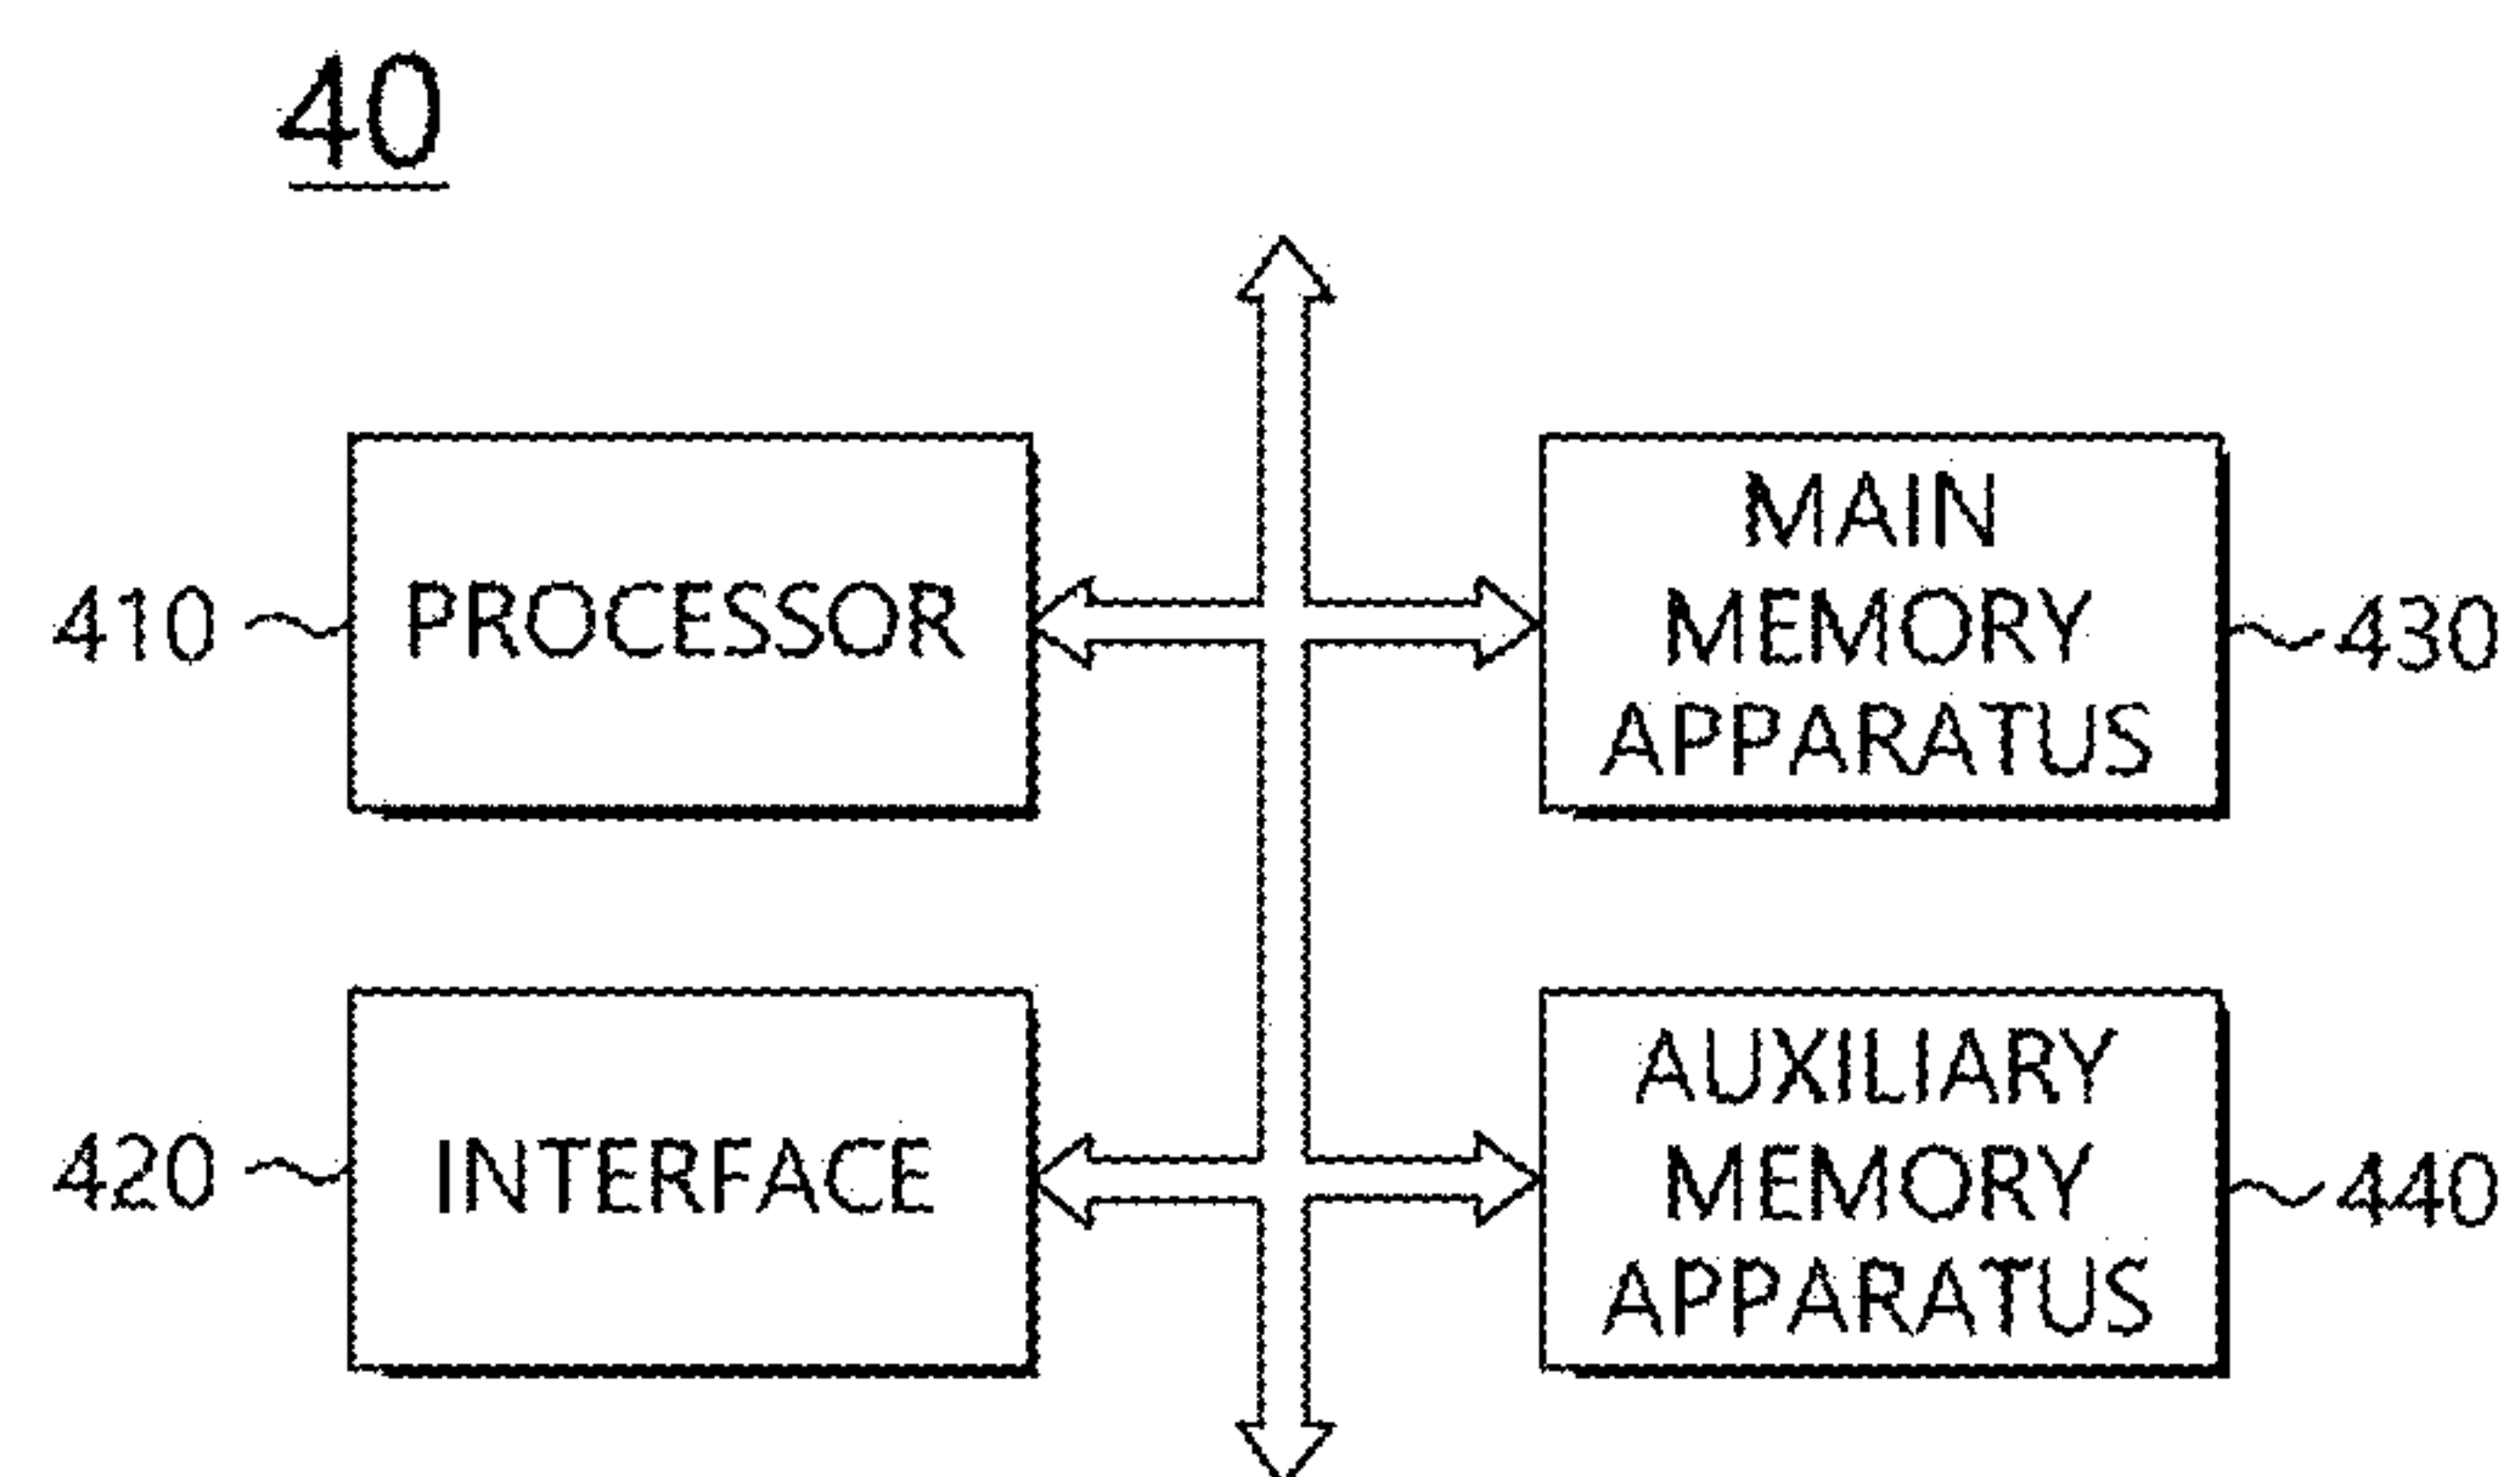 40
410
PROCESSOR
MAIN
MEMORY
APPARATUS
430
420
INTERFACE
AUXILIARY
MEMORY
APPARATUS
440